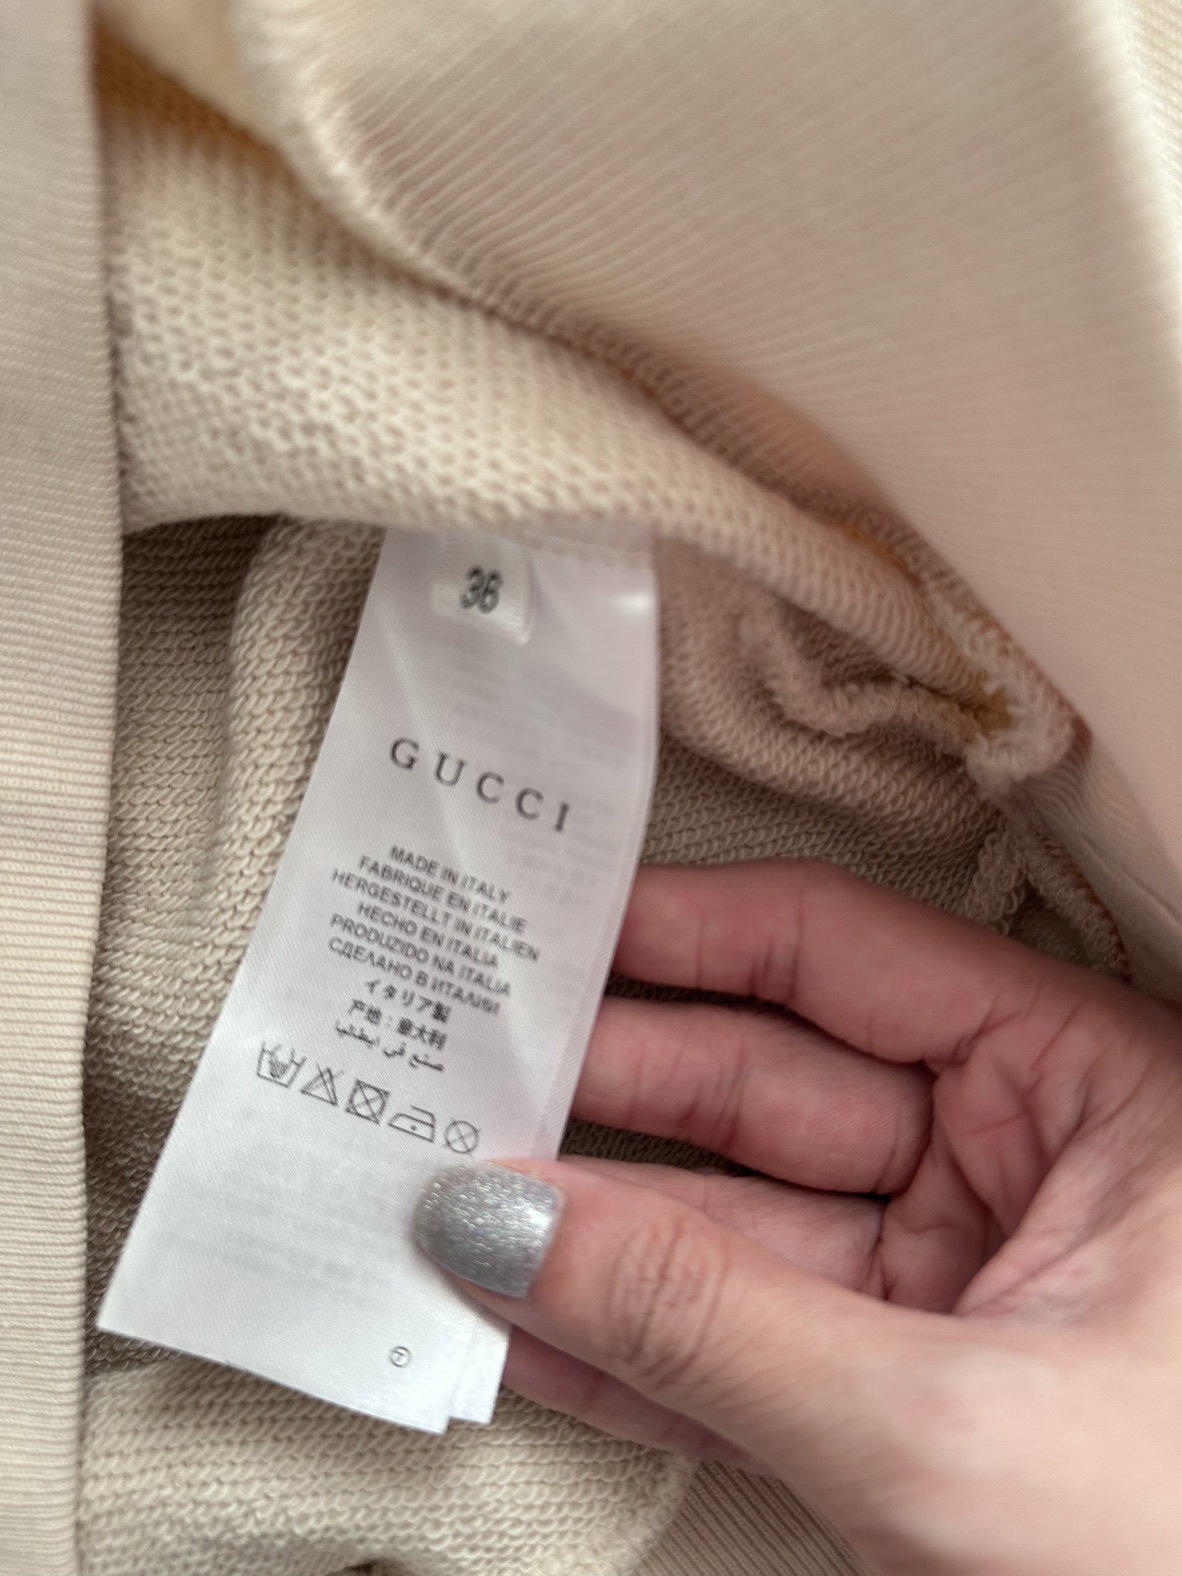 36
GUCCI
MADE IN ITALY
FABRIQUE EN ITALIE
HERGESTELLT IN ITALIEN
HECHO EN ITALIA
PRODUZIDO NA ITALIA
СДЕЛАНО В ИТАЛИИ
イタリア製
产地：意大利
صنع في ايطاليا
7